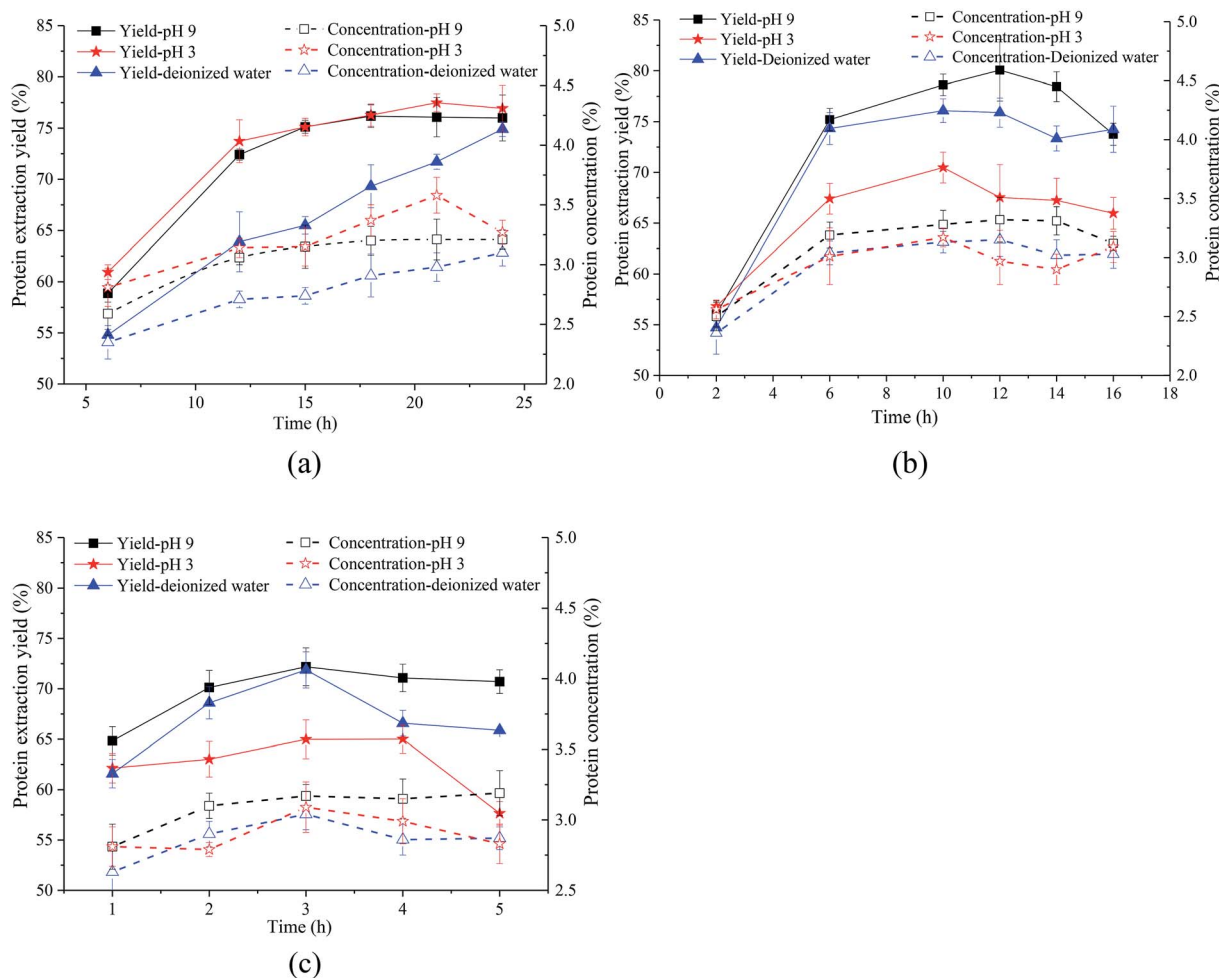 85
80
75
70
65
60
55
50
Protein extraction yield (%)
Yield-pH 9
Yield-pH 3
Yield-deionized water
Concentration-pH 9
Concentration-pH 3
Concentration-deionized water
5.0
4.5
4.0
3.5
3.0
2.5
2.0
Protein concentration (%)
5 10 15 20 25
Time (h)
(a)
85
80
75
70
65
60
55
50
Protein extraction yield (%)
Yield-pH 9
Yield-pH 3
Yield-Deionized water
Concentration-pH 9
Concentration-pH 3
Concentration-Deionized water
5.0
4.5
4.0
3.5
3.0
2.5
2.0
Protein concentration (%)
0 2 4 6 8 10 12 14 16 18
Time (h)
(b)
85
80
75
70
65
60
55
50
Protein extraction yield (%)
Yield-pH 9
Yield-pH 3
Yield-deionized water
Concentration-pH 9
Concentration-pH 3
Concentration-deionized water
5.0
4.5
4.0
3.5
3.0
2.5
Protein concentration (%)
1 2 3 4 5
Time (h)
(c)